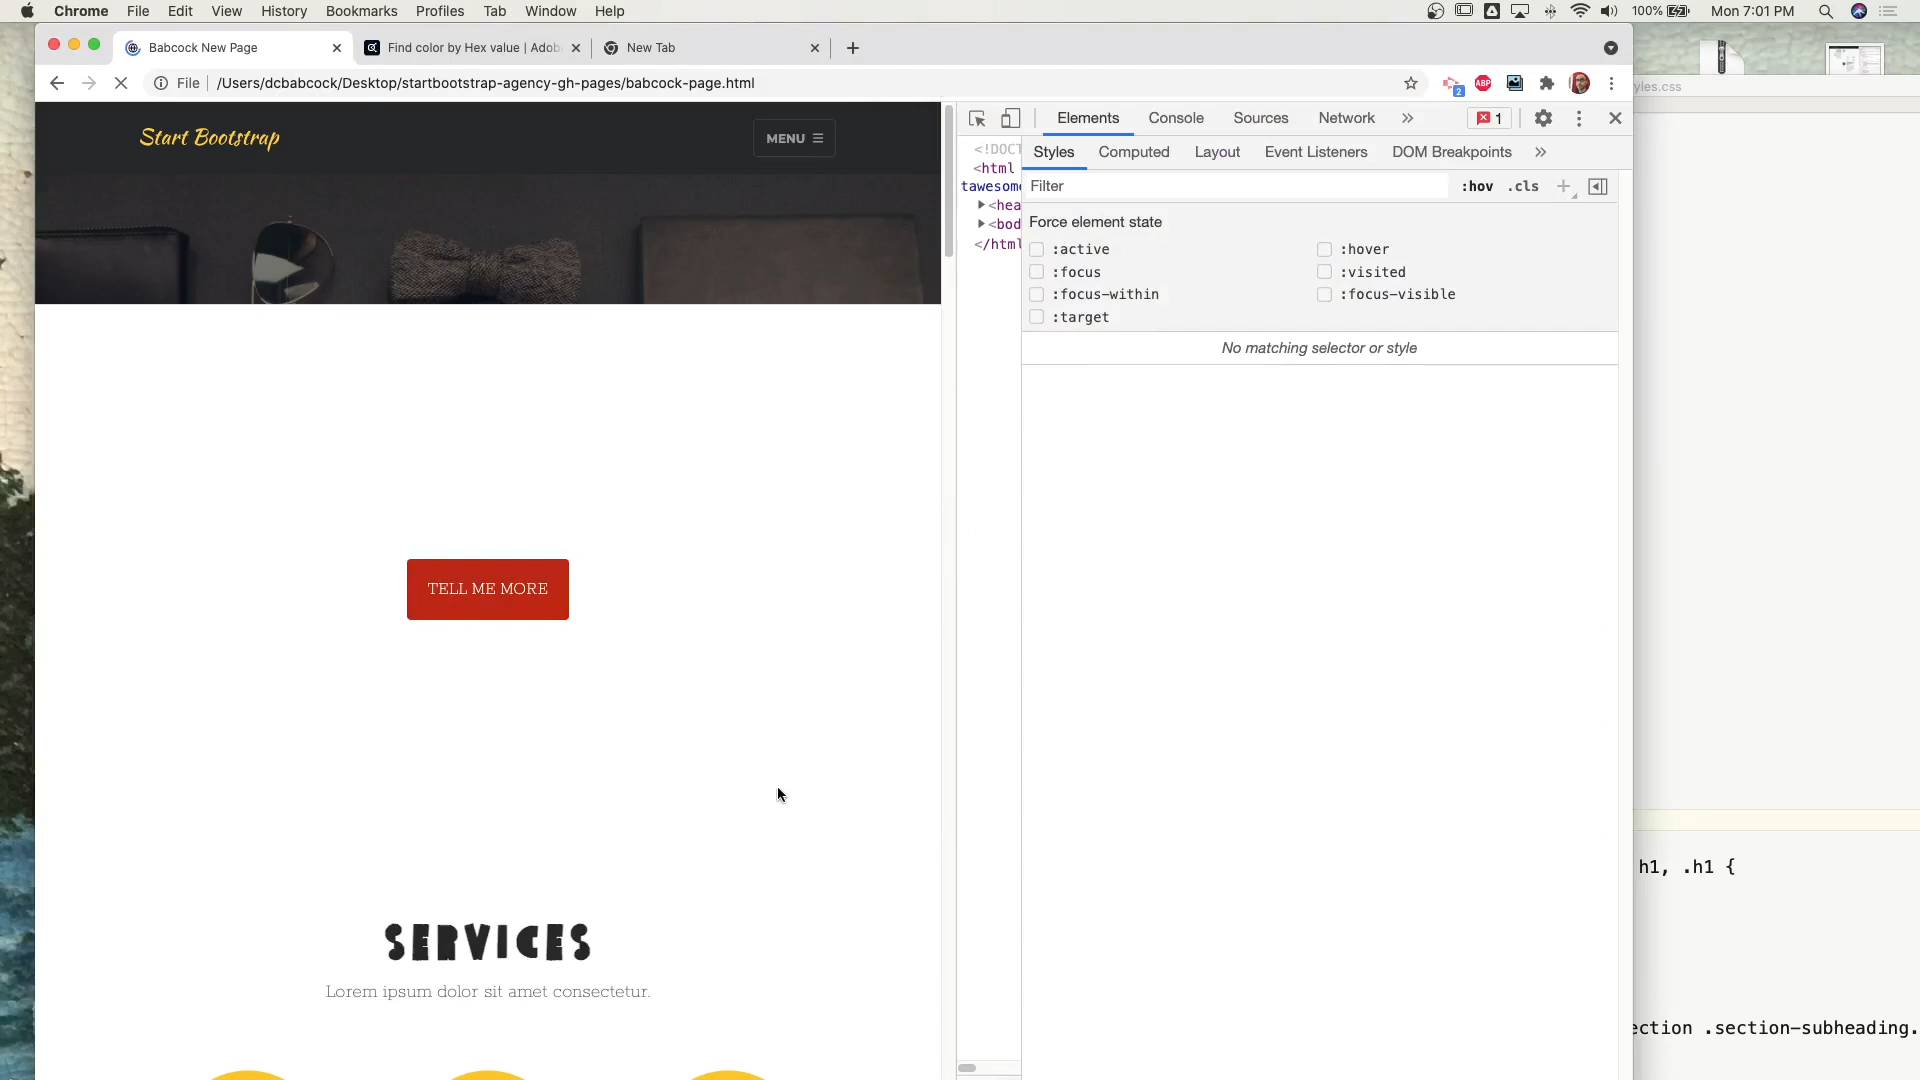 Chrome File Edit View History Bookmarks Profiles Tab Window Help 100% Mon 7:01 PM
Babcock New Page Find color by Hex value | Adob New Tab
File /Users/dcbabcock/Desktop/startbootstrap-agency-gh-pages/babcock-page.html ABP 2
yles.css
Start Bootstrap MENU
Elements Console Sources Network 1
<!DOCT
<html
tawesome
<hea
<bod
</html
Styles Computed Layout Event Listeners DOM Breakpoints
Filter :hov .cls
Force element state
:active :hover
:focus :visited
:focus-within :focus-visible
:target
No matching selector or style
TELL ME MORE
h1, .h1 {
SERVICES
Lorem ipsum dolor sit amet consectetur.
ection .section-subheading.